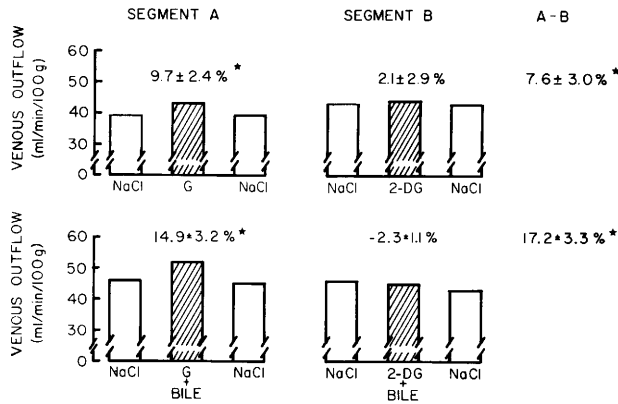 SEGMENT A SEGMENT B A-B
VENOUS OUTFLOW
(ml/min/100g)
60
50
40
30
0
9.7±2.4% * 2.1±2.9% 7.6±3.0% *
NaCl G NaCl NaCl 2-DG NaCl
VENOUS OUTFLOW
(ml/min/100g)
60
50
40
30
0
14.9±3.2% * -2.3±1.1% 17.2±3.3% *
NaCl G NaCl NaCl 2-DG NaCl
+ +
BILE BILE